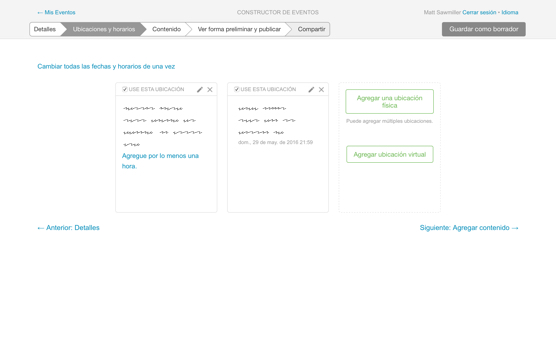 ← Mis Eventos
CONSTRUCTOR DE EVENTOS
Matt Sawmiller Cerrar sesión • Idioma
Detalles
Ubicaciones y horarios
Contenido
Ver forma preliminar y publicar
Compartir
Guardar como borrador
Cambiar todas las fechas y horarios de una vez
USE ESTA UBICACIÓN
Agregue por lo menos una
hora.
USE ESTA UBICACIÓN
dom., 29 de may. de 2016 21:59
Agregar una ubicación
física
Puede agregar múltiples ubicaciones.
Agregar ubicación virtual
← Anterior: Detalles
Siguiente: Agregar contenido →